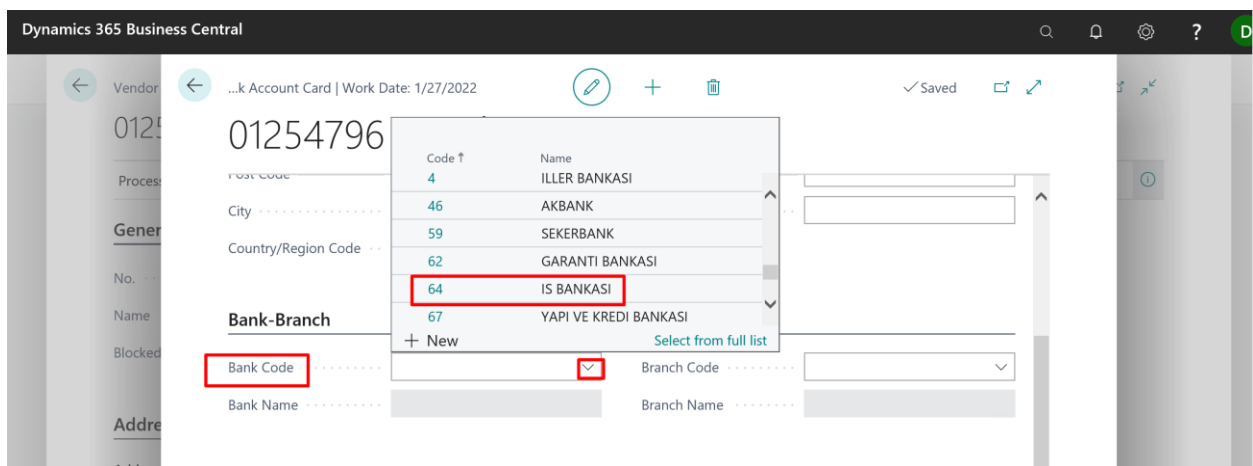 Dynamics 365 Business Central
?
D
Vendor
...k Account Card | Work Date: 1/27/2022
Saved
01254796
Code
Name
4 ILLER BANKASI
46 AKBANK
59 SEKERBANK
62 GARANTI BANKASI
64 IS BANKASI
67 YAPI VE KREDI BANKASI
+ New
Select from full list
Process
Post Code
City
Country/Region Code
Gener
No.
Name
Blocked
Bank-Branch
Bank Code
Branch Code
Bank Name
Branch Name
Addre